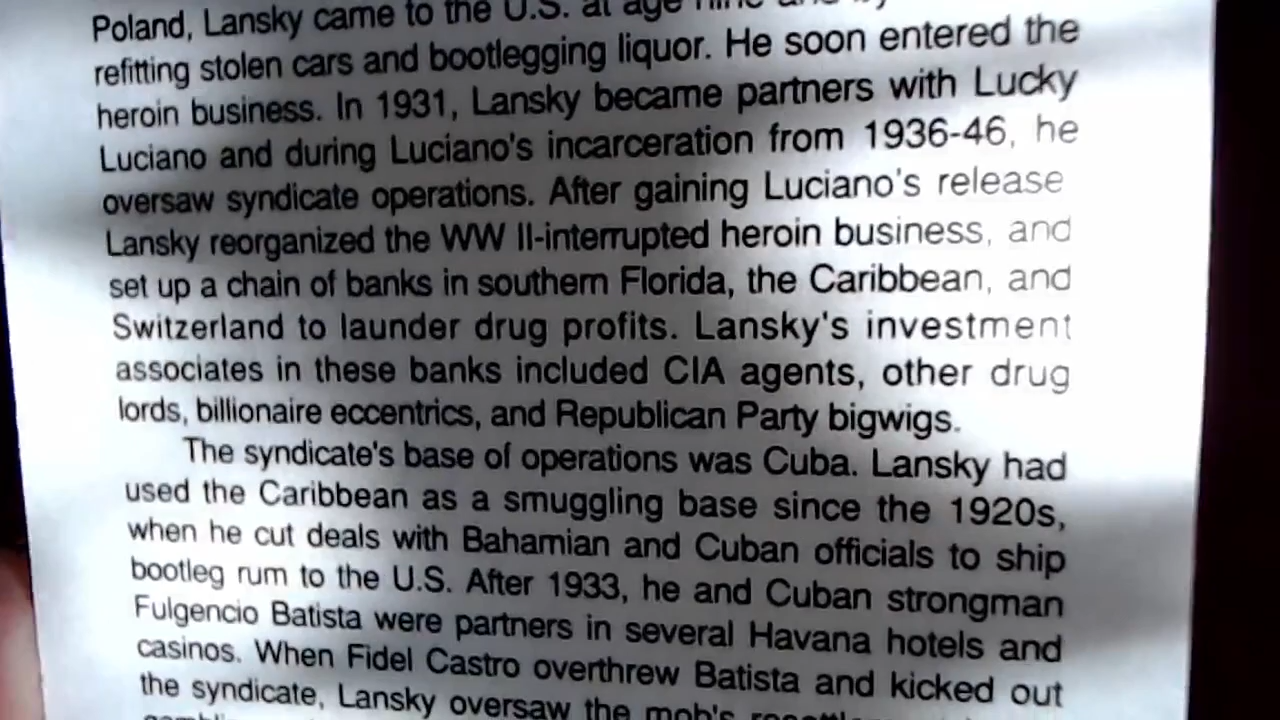 Poland, Lansky came to the U.S. at age nine and by
refitting stolen cars and bootlegging liquor. He soon entered the
heroin business. In 1931, Lansky became partners with Lucky
Luciano and during Luciano's incarceration from 1936-46, he
oversaw syndicate operations. After gaining Luciano's release
Lansky reorganized the WW II-interrupted heroin business, and
set up a chain of banks in southern Florida, the Caribbean, and
Switzerland to launder drug profits. Lansky's investment
associates in these banks included CIA agents, other drug
lords, billionaire eccentrics, and Republican Party bigwigs.
The syndicate's base of operations was Cuba. Lansky had
used the Caribbean as a smuggling base since the 1920s,
when he cut deals with Bahamian and Cuban officials to ship
bootleg rum to the U.S. After 1933, he and Cuban strongman
Fulgencio Batista were partners in several Havana hotels and
casinos. When Fidel Castro overthrew Batista and kicked out
the syndicate, Lansky oversaw the mob's